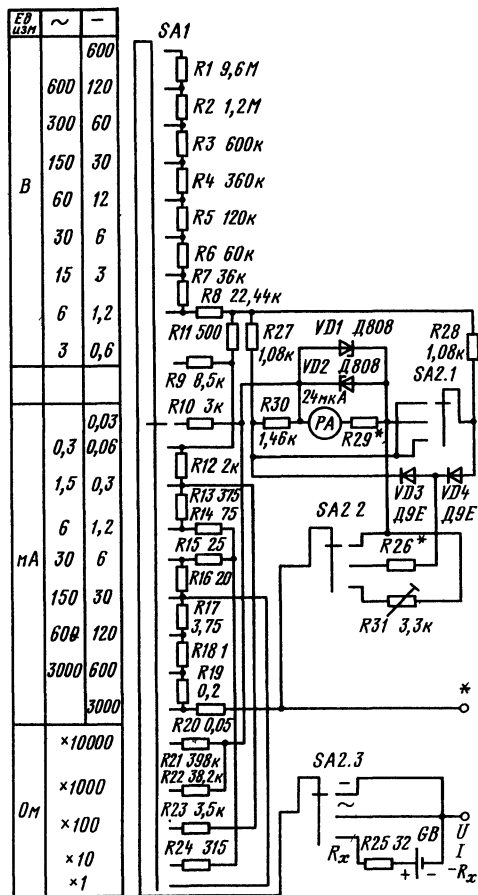 Ед изм ~ − SA1
600
600 120 R1 9,6М
300 60 R2 1,2М
150 30 R3 600к
В R4 360к
60 12 R5 120к
30 6 R6 60к
15 3 R7 36к
6 1,2 R8 22,44к
3 0,6 R11 500 R27 1,08к VD1 Д808 R28 1,08к
R9 8,5к VD2 Д808 SA2.1
0,03 R10 3к 24мкА
0,3 0,06 R30 1,46к PA R29*
1,5 0,3 R12 2к
R13 315 VD3 Д9Е VD4 Д9Е
6 1,2 R14 75 SA2 2
мА 30 6 R15 25 R26*
150 30 R16 20
600 120 R17 3,75 R31 3,3к
3000 600 R18 1
3000 R19 0,2 *
R20 0,05
×10000 R21 398к
Ом ×1000 R22 38,2к SA2.3 −
×100 R23 3,5к ~
×10 R24 315 Rx R25 32 GB U
×1 + − I
−Rx